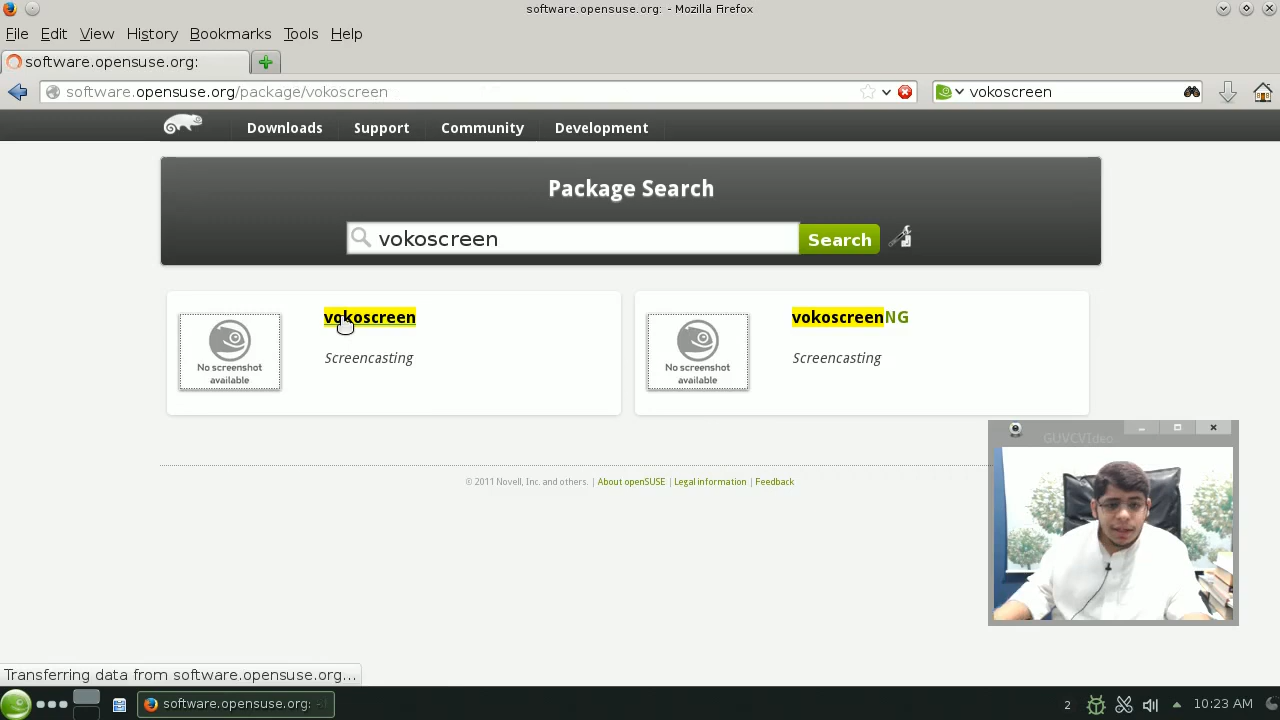 software.opensuse.org: - Mozilla Firefox
File Edit View History Bookmarks Tools Help
software.opensuse.org:
software.opensuse.org/package/vokoscreen
vokoscreen
Downloads Support Community Development
Package Search
vokoscreen
Search
vokoscreen
Screencasting
No screenshot
available
vokoscreenNG
Screencasting
No screenshot
available
GUVCVIdeo
© 2011 Novell, Inc. and others. | About openSUSE | Legal information | Feedback
Transferring data from software.opensuse.org...
software.opensuse.org: -
2
10:23 AM